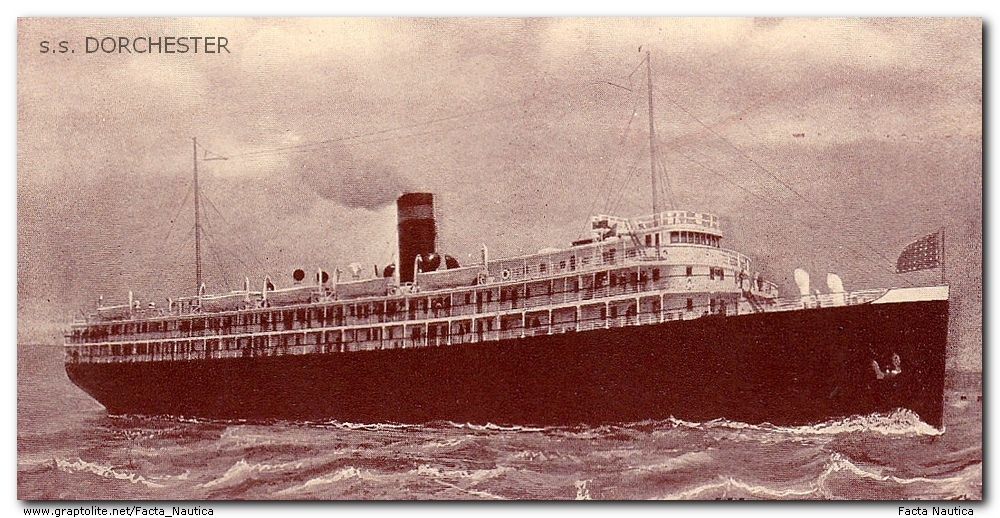 s.s. DORCHESTER
www.graptolite.net/Facta_Nautica
Facta Nautica